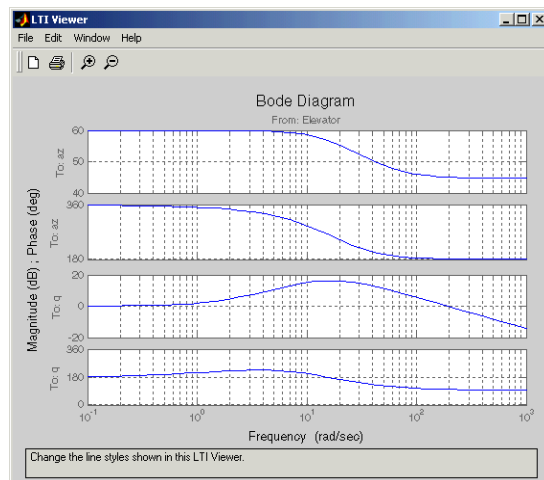 LTI Viewer
File Edit Window Help
Bode Diagram
From: Elevator
Magnitude (dB) ; Phase (deg)
To: az
60
50
40
To: az
360
180
To: q
20
0
-20
To: q
360
180
0
10^-1 10^0 10^1 10^2 10^3
Frequency (rad/sec)
Change the line styles shown in this LTI Viewer.